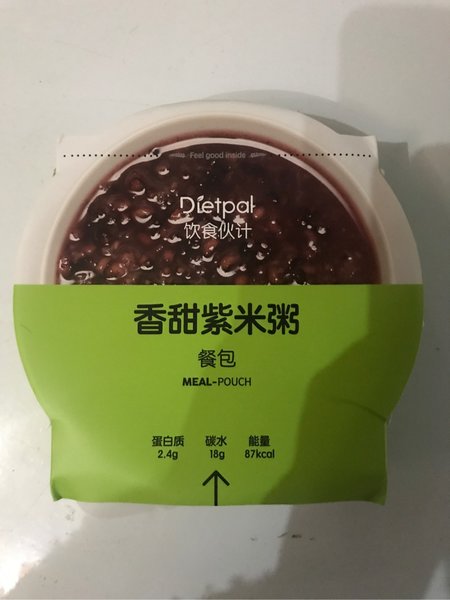 Feel good inside
Dietpal
饮食伙计
香甜紫米粥
餐包
MEAL-POUCH
蛋白质 碳水 能量
2.4g 18g 87kcal